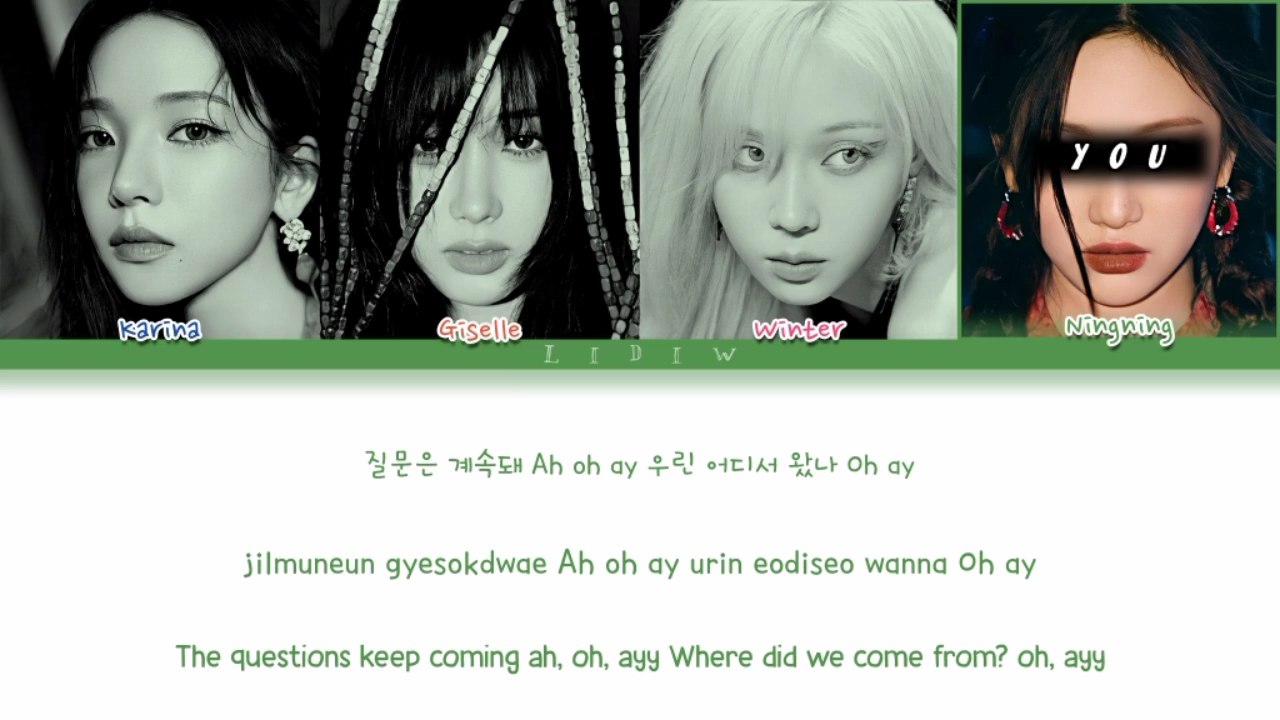 Y O U
Karina Giselle Winter Ningning
L I D I W
질문은 계속돼 Ah oh ay 우린 어디서 왔나 Oh ay
jilmuneun gyesokdwae Ah oh ay urin eodiseo wanna Oh ay
The questions keep coming ah, oh, ayy Where did we come from? oh, ayy